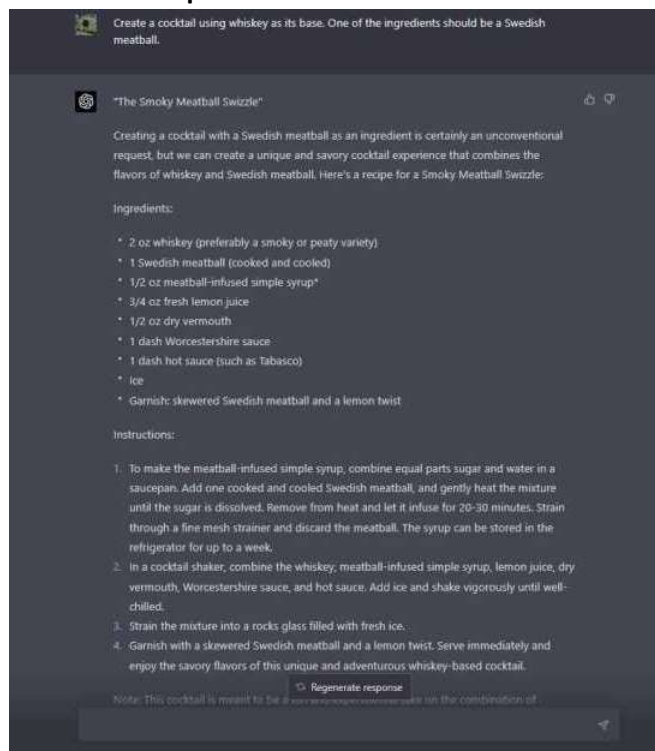 Create a cocktail using whiskey as its base. One of the ingredients should be a Swedish
meatball.
"The Smoky Meatball Swizzle"
Creating a cocktail with a Swedish meatball as an ingredient is certainly an unconventional
request, but we can create a unique and savory cocktail experience that combines the
flavors of whiskey and Swedish meatball. Here's a recipe for a Smoky Meatball Swizzle:
Ingredients:
* 2 oz whiskey (preferably a smoky or peaty variety)
* 1 Swedish meatball (cooked and cooled)
* 1/2 oz meatball-infused simple syrup*
* 3/4 oz fresh lemon juice
* 1/2 oz dry vermouth
* 1 dash Worcestershire sauce
* 1 dash hot sauce (such as Tabasco)
* Ice
* Garnish: skewered Swedish meatball and a lemon twist
Instructions:
1. To make the meatball-infused simple syrup, combine equal parts sugar and water in a
saucepan. Add one cooked and cooled Swedish meatball, and gently heat the mixture
until the sugar is dissolved. Remove from heat and let it infuse for 20-30 minutes. Strain
through a fine mesh strainer and discard the meatball. The syrup can be stored in the
refrigerator for up to a week.
2. In a cocktail shaker, combine the whiskey, meatball-infused simple syrup, lemon juice, dry
vermouth, Worcestershire sauce, and hot sauce. Add ice and shake vigorously until well-
chilled.
3. Strain the mixture into a rocks glass filled with fresh ice.
4. Garnish with a skewered Swedish meatball and a lemon twist. Serve immediately and
enjoy the savory flavors of this unique and adventurous whiskey-based cocktail.
Regenerate response
Note: This cocktail is meant to be a on the combination of